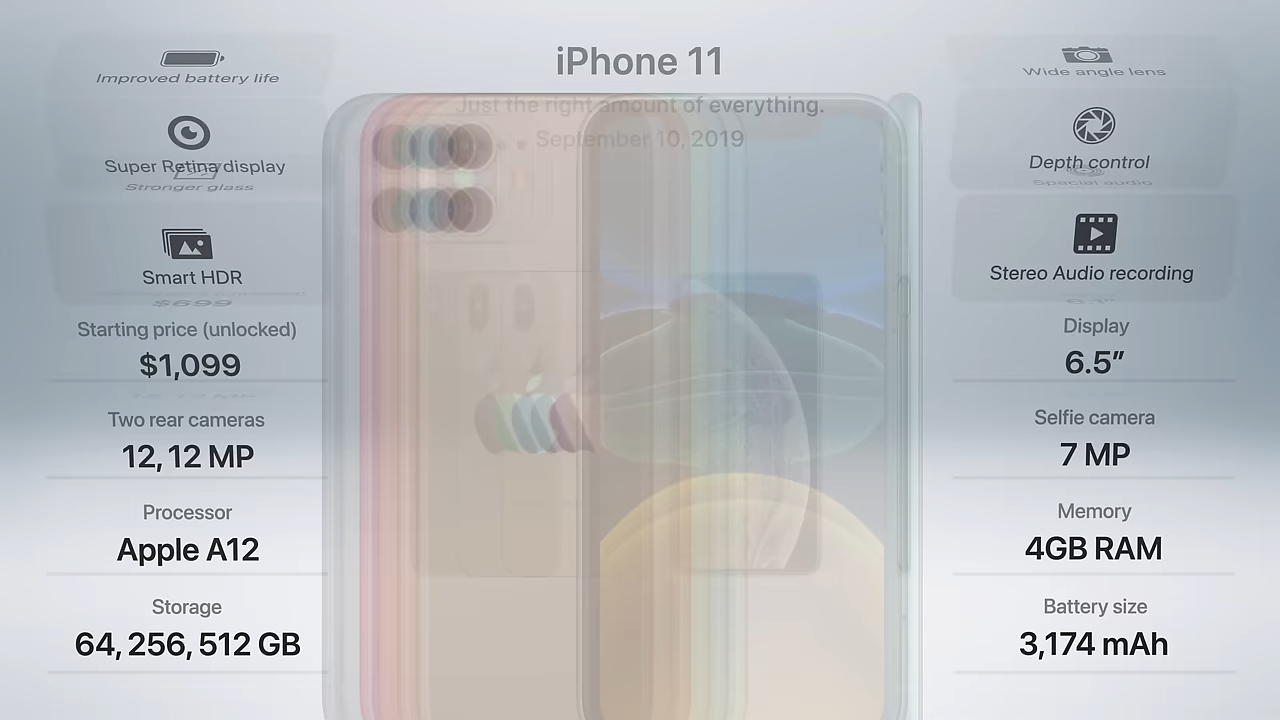 iPhone 11
Just the right amount of everything.
September 10, 2019
Improved battery life
Super Retina display
Stronger glass
Smart HDR
$699
Starting price (unlocked)
$1,099
Two rear cameras
12, 12 MP
Processor
Apple A12
Storage
64, 256, 512 GB
Wide angle lens
Depth control
Special audio
Stereo Audio recording
6.1"
Display
6.5”
Selfie camera
7 MP
Memory
4GB RAM
Battery size
3,174 mAh